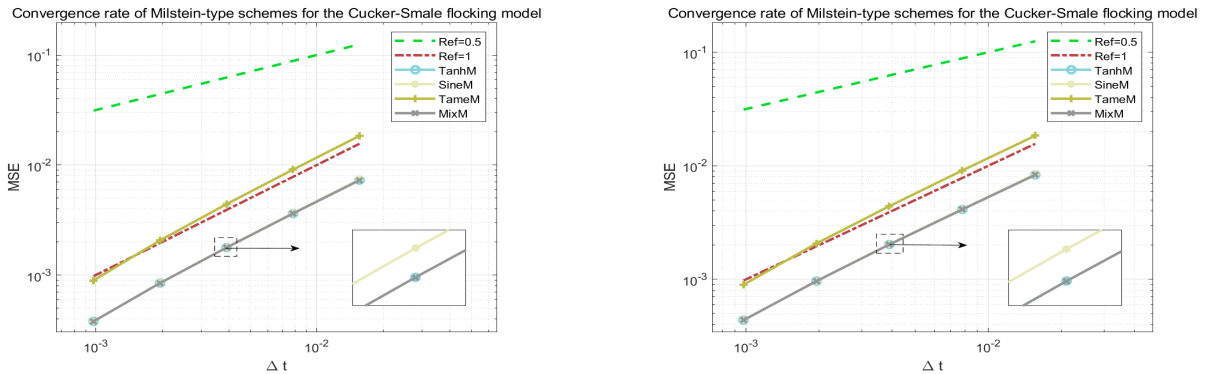 Convergence rate of Milstein-type schemes for the Cucker-Smale flocking model
10^-1
10^-2
10^-3
MSE
Ref=0.5
Ref=1
TanhM
SineM
TameM
MixM
10^-3
10^-2
Δ t
Convergence rate of Milstein-type schemes for the Cucker-Smale flocking model
10^-1
10^-2
10^-3
MSE
Ref=0.5
Ref=1
TanhM
SineM
TameM
MixM
10^-3
10^-2
Δ t